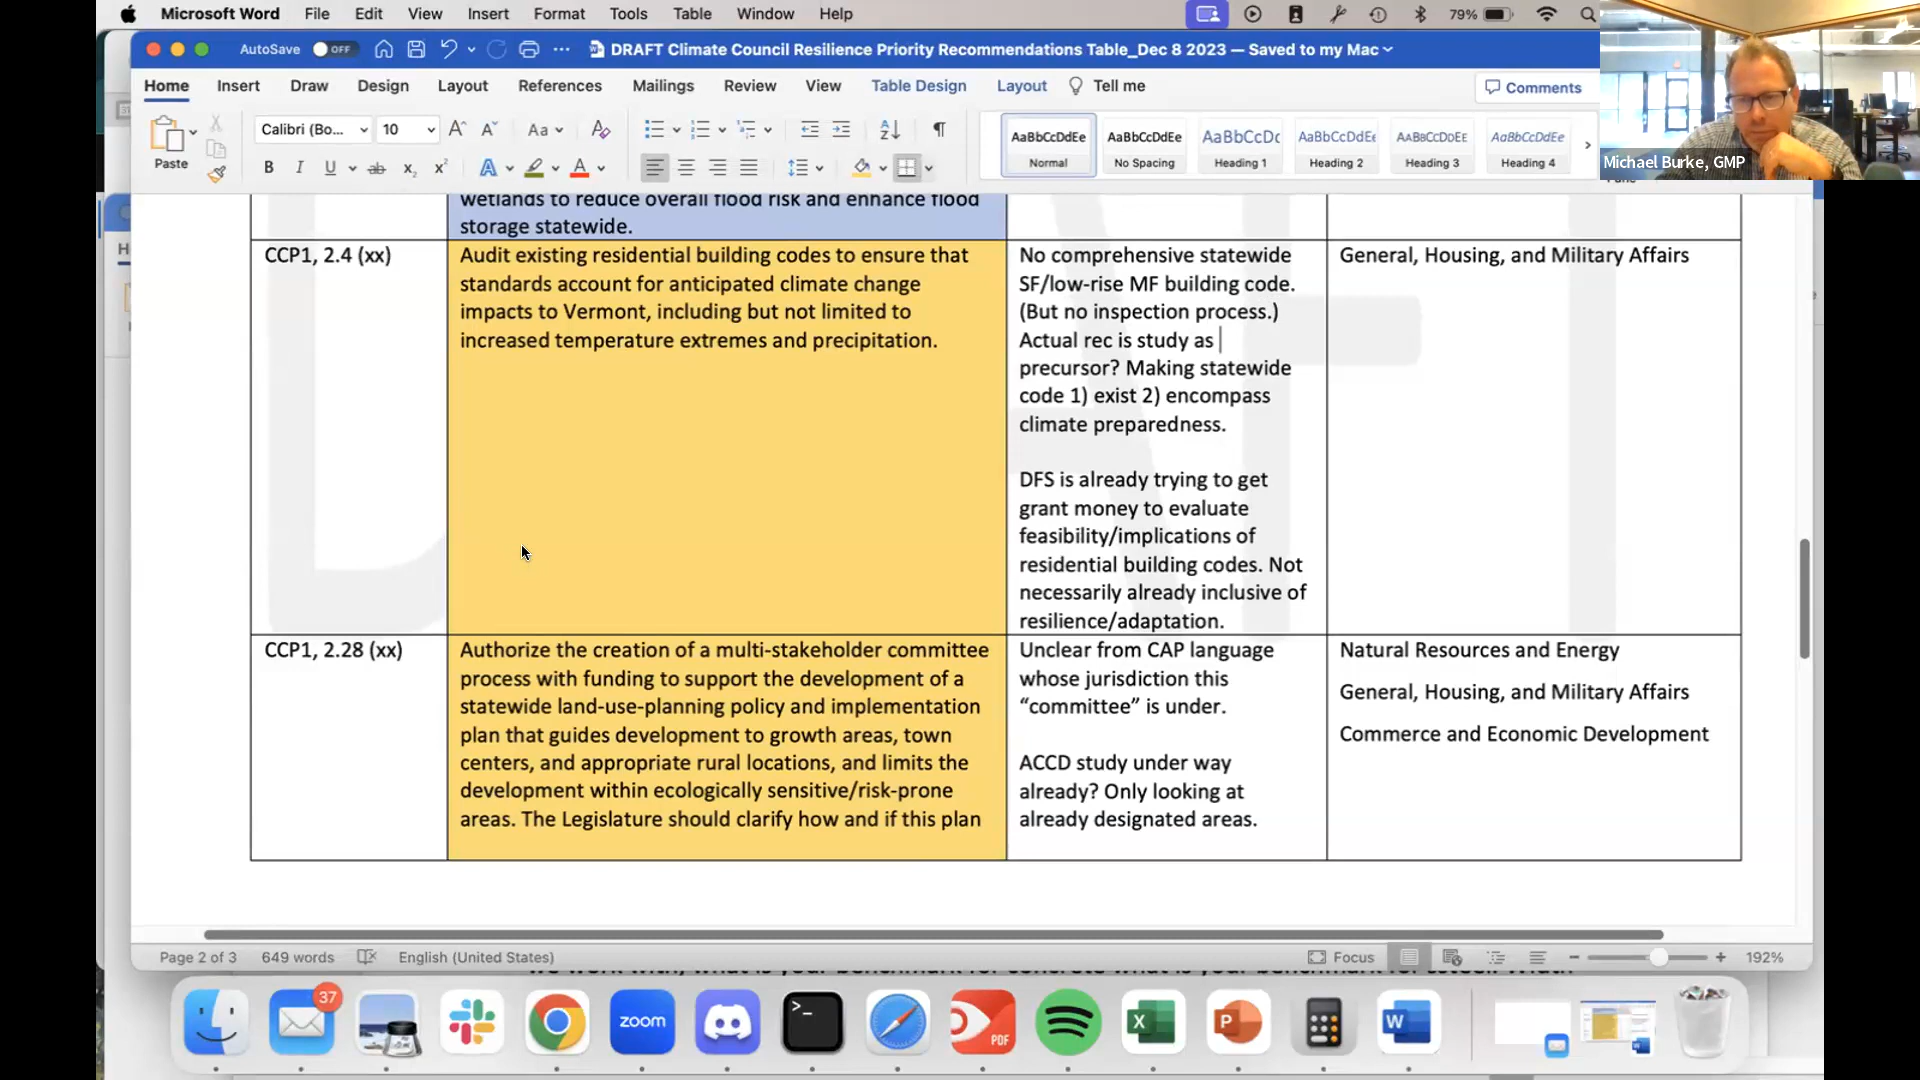 Microsoft Word File Edit View Insert Format Tools Table Window Help 79%
AutoSave OFF DRAFT Climate Council Resilience Priority Recommendations Table_Dec 8 2023 — Saved to my Mac
Home Insert Draw Design Layout References Mailings Review View Table Design Layout Tell me Comments
Paste Calibri (Bo... 10 Aa
AaBbCcDdEe AaBbCcDdEe AaBbCcDc AaBbCcDdEe AaBbCcDdEe AaBbCcDdEe
Normal No Spacing Heading 1 Heading 2 Heading 3 Heading 4
Michael Burke, GMP
wetlands to reduce overall flood risk and enhance flood
storage statewide.
CCP1, 2.4 (xx)
Audit existing residential building codes to ensure that
standards account for anticipated climate change
impacts to Vermont, including but not limited to
increased temperature extremes and precipitation.
No comprehensive statewide
SF/low-rise MF building code.
(But no inspection process.)
Actual rec is study as
precursor? Making statewide
code 1) exist 2) encompass
climate preparedness.
DFS is already trying to get
grant money to evaluate
feasibility/implications of
residential building codes. Not
necessarily already inclusive of
resilience/adaptation.
General, Housing, and Military Affairs
CCP1, 2.28 (xx)
Authorize the creation of a multi-stakeholder committee
process with funding to support the development of a
statewide land-use-planning policy and implementation
plan that guides development to growth areas, town
centers, and appropriate rural locations, and limits the
development within ecologically sensitive/risk-prone
areas. The Legislature should clarify how and if this plan
Unclear from CAP language
whose jurisdiction this
“committee” is under.
ACCD study under way
already? Only looking at
already designated areas.
Natural Resources and Energy
General, Housing, and Military Affairs
Commerce and Economic Development
Page 2 of 3 649 words English (United States) Focus 192%
37
zoom
PDF